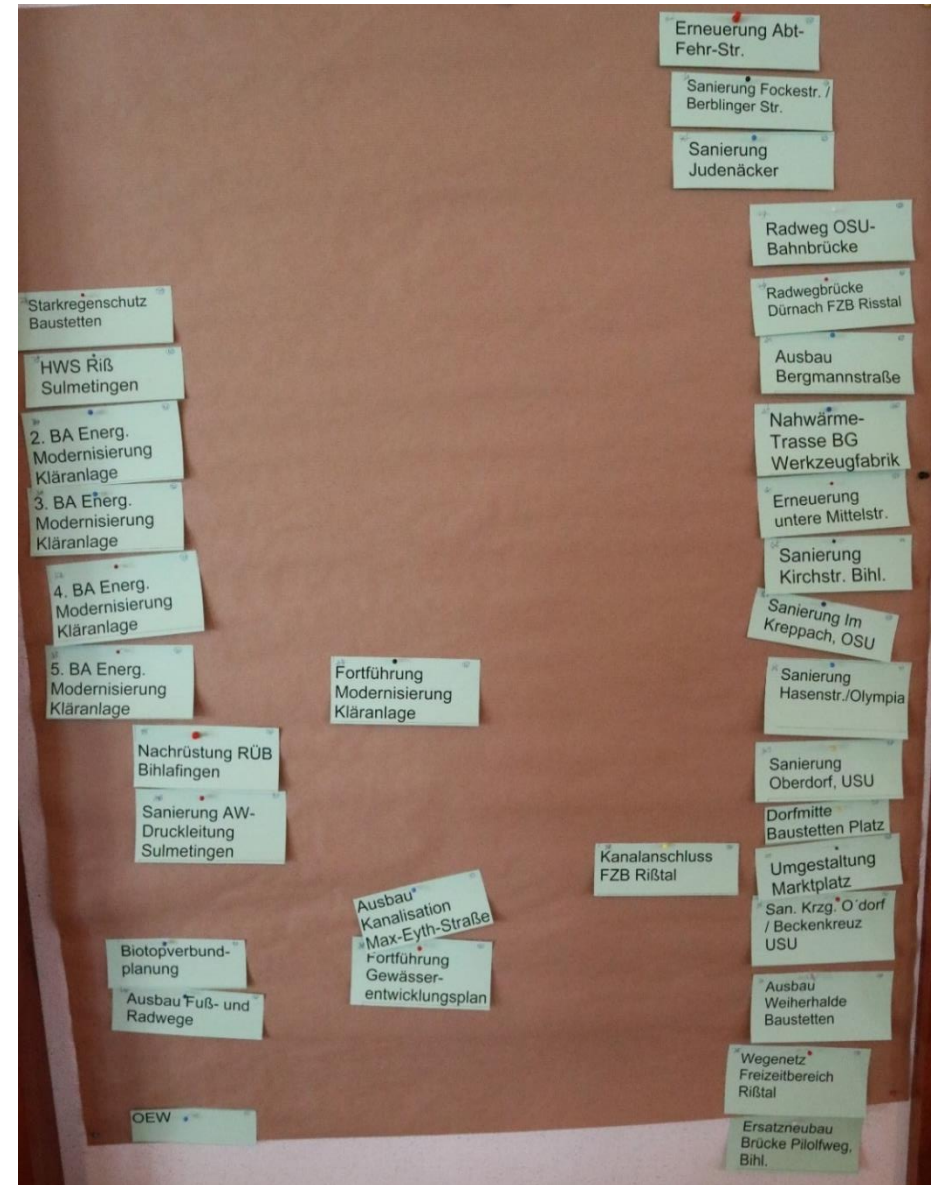 Erneuerung Abt-
Fehr-Str.
Sanierung Fockestr. /
Berblinger Str.
Sanierung
Judenäcker
Radweg OSU-
Bahnbrücke
Radwegbrücke
Dürnach FZB Risstal
Ausbau
Bergmannstraße
Nahwärme-
Trasse BG
Werkzeugfabrik
Erneuerung
untere Mittelstr.
Sanierung
Kirchstr. Bihl.
Sanierung Im
Kreppach, OSU
Sanierung
Hasenstr./Olympia
Sanierung
Oberdorf, USU
Dorfmitte
Baustetten Platz
Umgestaltung
Marktplatz
San. Krzg. O´dorf
/ Beckenkreuz
USU
Ausbau
Weiherhalde
Baustetten
Wegenetz
Freizeitbereich
Rißtal
Ersatzneubau
Brücke Pilolfweg,
Bihl.
Starkregenschutz
Baustetten
HWS Riß
Sulmetingen
2. BA Energ.
Modernisierung
Kläranlage
3. BA Energ.
Modernisierung
Kläranlage
4. BA Energ.
Modernisierung
Kläranlage
5. BA Energ.
Modernisierung
Kläranlage
Nachrüstung RÜB
Bihlafingen
Sanierung AW-
Druckleitung
Sulmetingen
Biotopverbund-
planung
Ausbau Fuß- und
Radwege
OEW
Fortführung
Modernisierung
Kläranlage
Ausbau
Kanalisation
Max-Eyth-Straße
Fortführung
Gewässer-
entwicklungsplan
Kanalanschluss
FZB Rißtal